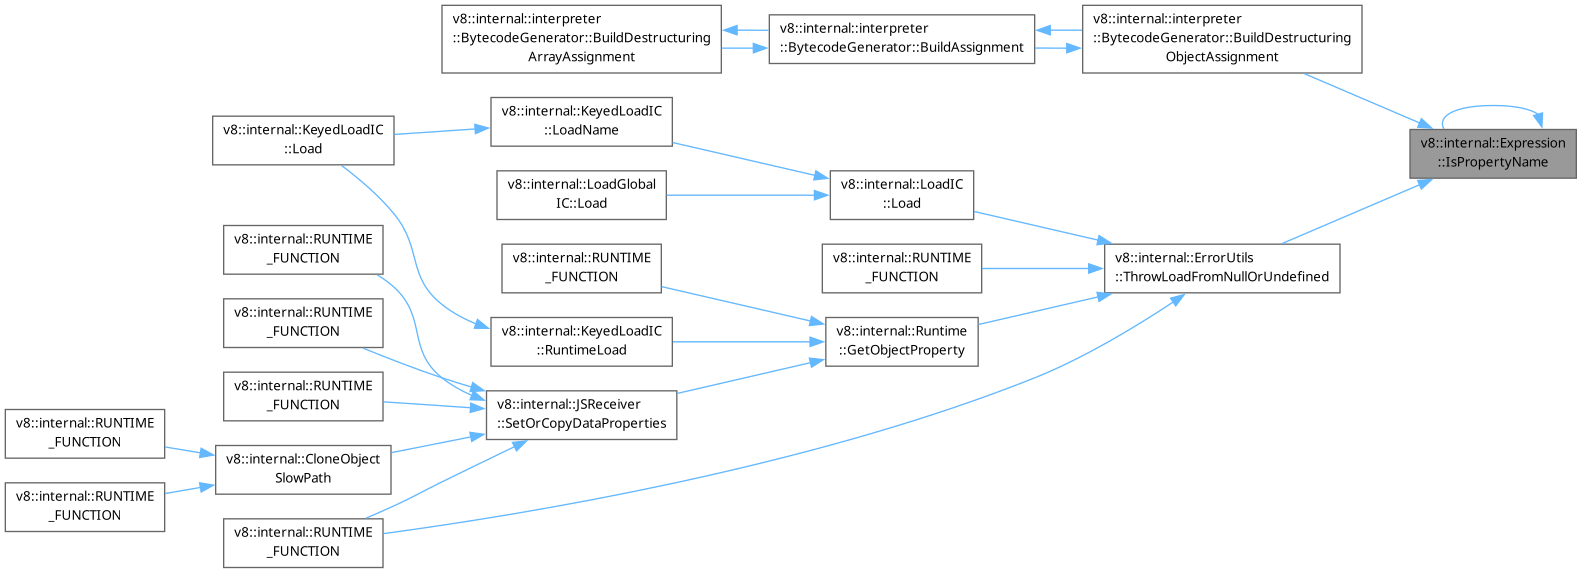 v8::internal::interpreter
::BytecodeGenerator::BuildDestructuring
ArrayAssignment
v8::internal::interpreter
::BytecodeGenerator::BuildAssignment
v8::internal::interpreter
::BytecodeGenerator::BuildDestructuring
ObjectAssignment
v8::internal::Expression
::IsPropertyName
v8::internal::KeyedLoadIC
::Load
v8::internal::KeyedLoadIC
::LoadName
v8::internal::LoadGlobal
IC::Load
v8::internal::LoadIC
::Load
v8::internal::RUNTIME
_FUNCTION
v8::internal::RUNTIME
_FUNCTION
v8::internal::RUNTIME
_FUNCTION
v8::internal::ErrorUtils
::ThrowLoadFromNullOrUndefined
v8::internal::RUNTIME
_FUNCTION
v8::internal::KeyedLoadIC
::RuntimeLoad
v8::internal::Runtime
::GetObjectProperty
v8::internal::RUNTIME
_FUNCTION
v8::internal::JSReceiver
::SetOrCopyDataProperties
v8::internal::RUNTIME
_FUNCTION
v8::internal::CloneObject
SlowPath
v8::internal::RUNTIME
_FUNCTION
v8::internal::RUNTIME
_FUNCTION